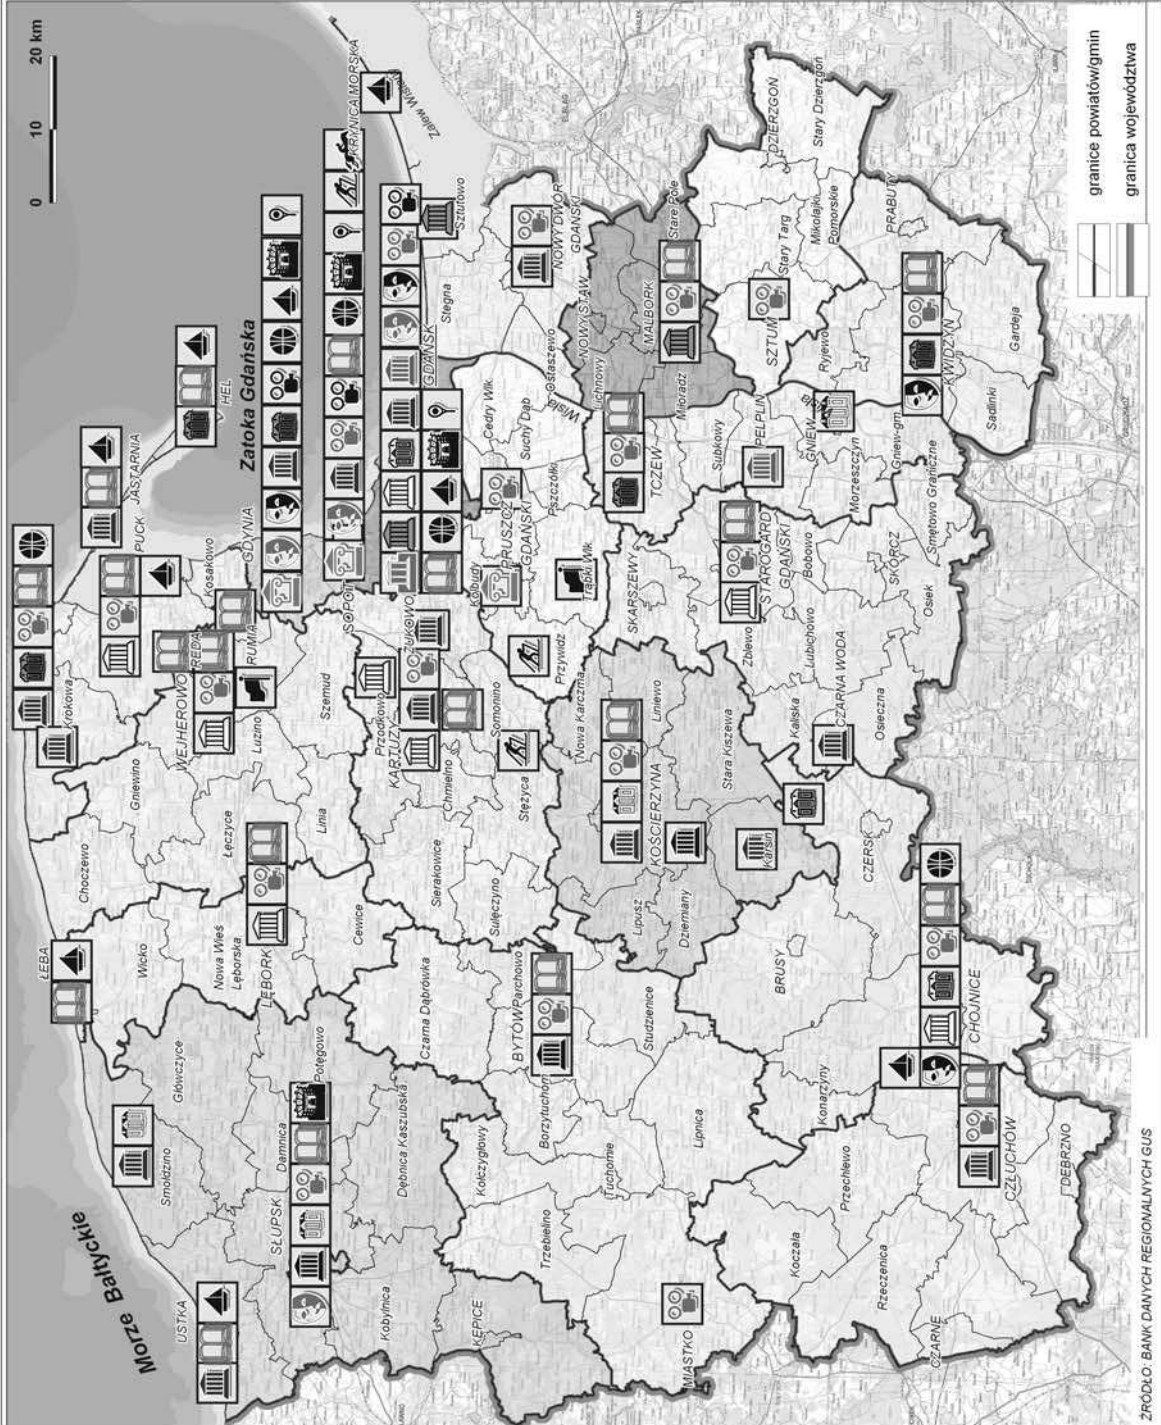 Morze Bałtyckie
Zatoka Gdańska
Zalew Wiślany
0 10 20 km
USTKA
Smołdzino
Główczyce
ŁEBA
Wicko
Choczewo
Gniewino
Krokowa
PUCK
JASTARNIA
HEL
Kosakowo
WEJHEROWO
REDA
RUMIA
GDYNIA
Luzino
Szemud
Łęczyce
Linia
Nowa Wieś
Lęborska
LĘBORK
Cewice
SŁUPSK
Damnica
Potęgowo
Kobylnica
KĘPICE
Dębnica Kaszubska
Czarna Dąbrówka
Sierakowice
Sulęczyno
Przodkowo
KARTUZY
Chmielno
ŻUKOWO
Somonino
Stężyca
SOPOT
GDAŃSK
Kolbudy
PRUSZCZ
GDAŃSKI
Przywidz
Trąbki Wlk
Pszczółki
Suchy Dąb
Cedry Wlk
Stegna
Sztutowo
KRYNICA MORSKA
Ostaszewo
Wisła
NOWY DWÓR
GDAŃSKI
NOWY STAW
Lichnowy
MALBORK
Stare Pole
Miłoradz
Kołczygłowy
Borzytuchom
BYTÓW
Parchowo
Studzienice
Tuchomie
Trzebielino
Lipnica
MIASTKO
Nowa Karczma
Liniewo
KOŚCIERZYNA
Stara Kiszewa
Lipusz
Dziemiany
Karsin
SKARSZEWY
TCZEW
Subkowy
PELPLIN
GNIEW
Gniew-gm
Morzeszczyn
STAROGARD
GDAŃSKI
Bobowo
Zblewo
Lubichowo
Kaliska
CZARNA WODA
Osieczna
Osiek
SKÓRCZ
Smętowo Graniczne
SZTUM
Stary Targ
Mikołajki
Pomorskie
DZIERZGOŃ
Stary Dzierzgoń
Ryjewo
PRABUTY
KWIDZYN
Sadlinki
Gardeja
BRUSY
CZERSK
CHOJNICE
Konarzyny
Koczała
Przechlewo
Rzeczenica
CZŁUCHÓW
CZARNE
DEBRZNO
granice powiatów/gmin
granica województwa
ŹRÓDŁO: BANK DANYCH REGIONALNYCH GUS